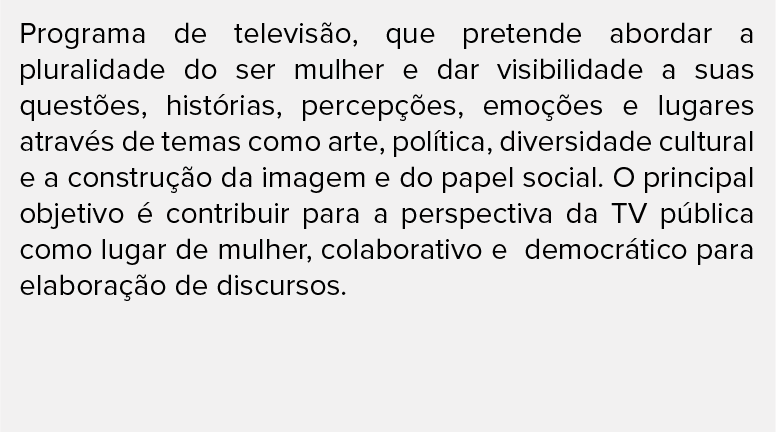 Programa de televisão, que pretende abordar a
pluralidade do ser mulher e dar visibilidade a suas
questões, histórias, percepções, emoções e lugares
através de temas como arte, política, diversidade cultural
e a construção da imagem e do papel social. O principal
objetivo é contribuir para a perspectiva da TV pública
como lugar de mulher, colaborativo e  democrático para
elaboração de discursos.